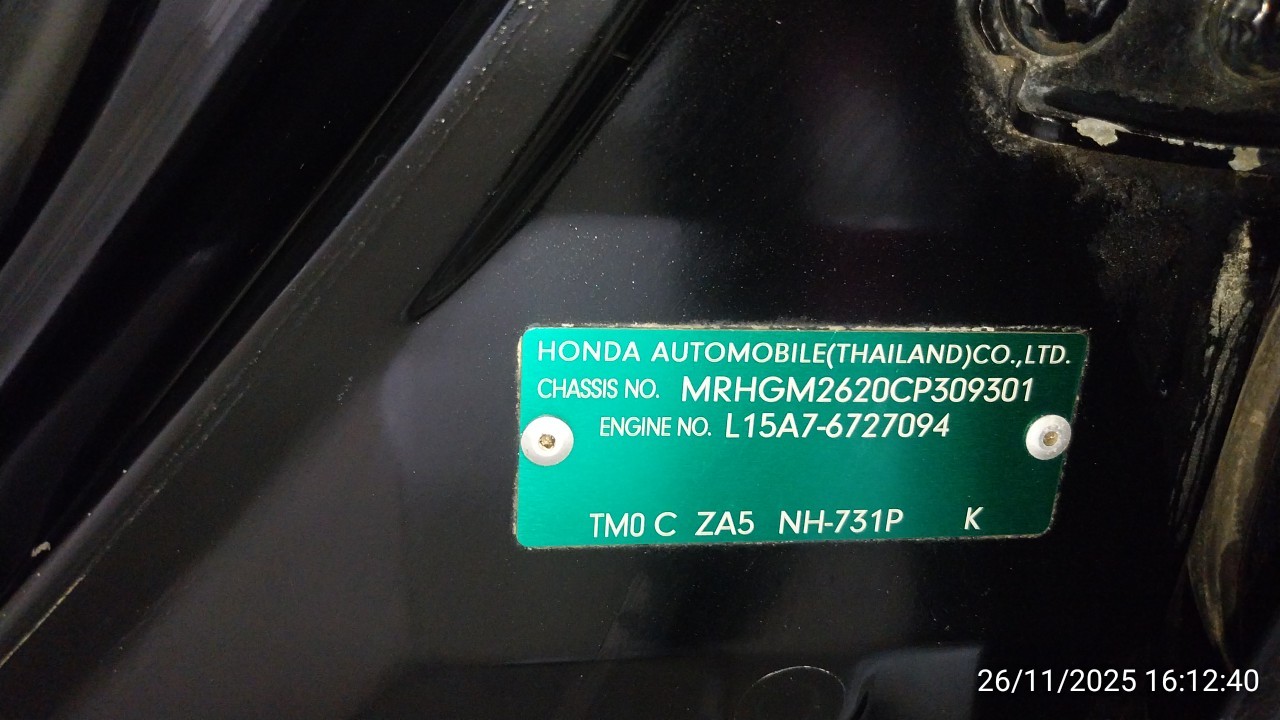 HONDA AUTOMOBILE(THAILAND)CO.,LTD.
CHASSIS NO. MRHGM2620CP309301
ENGINE NO. L15A7-6727094
TM0 C ZA5 NH-731P K
26/11/2025 16:12:40